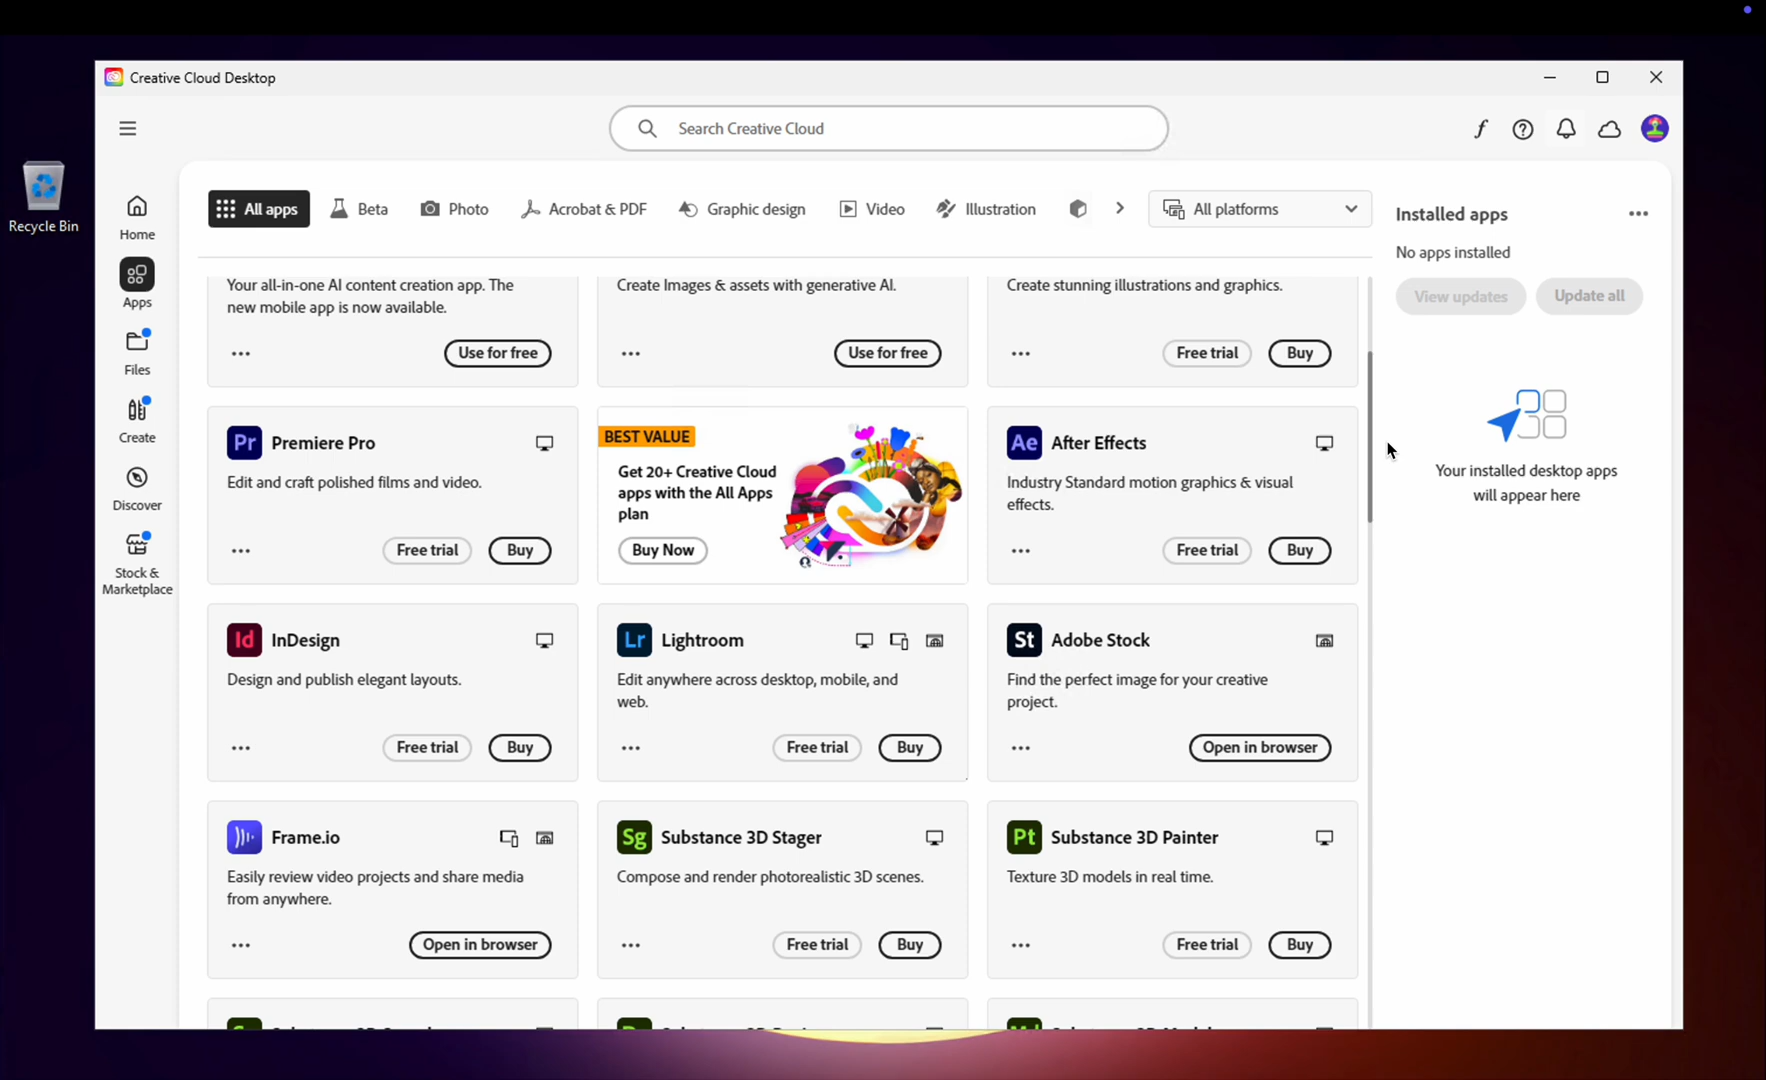 Creative Cloud Desktop
Search Creative Cloud
Recycle Bin
Home
Apps
Files
Create
Discover
Stock &
Marketplace
All apps
Beta
Photo
Acrobat & PDF
Graphic design
Video
Illustration
All platforms
Installed apps
No apps installed
View updates
Update all
Your installed desktop apps
will appear here
Your all-in-one AI content creation app. The
new mobile app is now available.
Use for free
Create Images & assets with generative AI.
Use for free
Create stunning illustrations and graphics.
Free trial
Buy
Pr
Premiere Pro
Edit and craft polished films and video.
Free trial
Buy
BEST VALUE
Get 20+ Creative Cloud
apps with the All Apps
plan
Buy Now
Ae
After Effects
Industry Standard motion graphics & visual
effects.
Free trial
Buy
Id
InDesign
Design and publish elegant layouts.
Free trial
Buy
Lr
Lightroom
Edit anywhere across desktop, mobile, and
web.
Free trial
Buy
St
Adobe Stock
Find the perfect image for your creative
project.
Open in browser
Frame.io
Easily review video projects and share media
from anywhere.
Open in browser
Sg
Substance 3D Stager
Compose and render photorealistic 3D scenes.
Free trial
Buy
Pt
Substance 3D Painter
Texture 3D models in real time.
Free trial
Buy